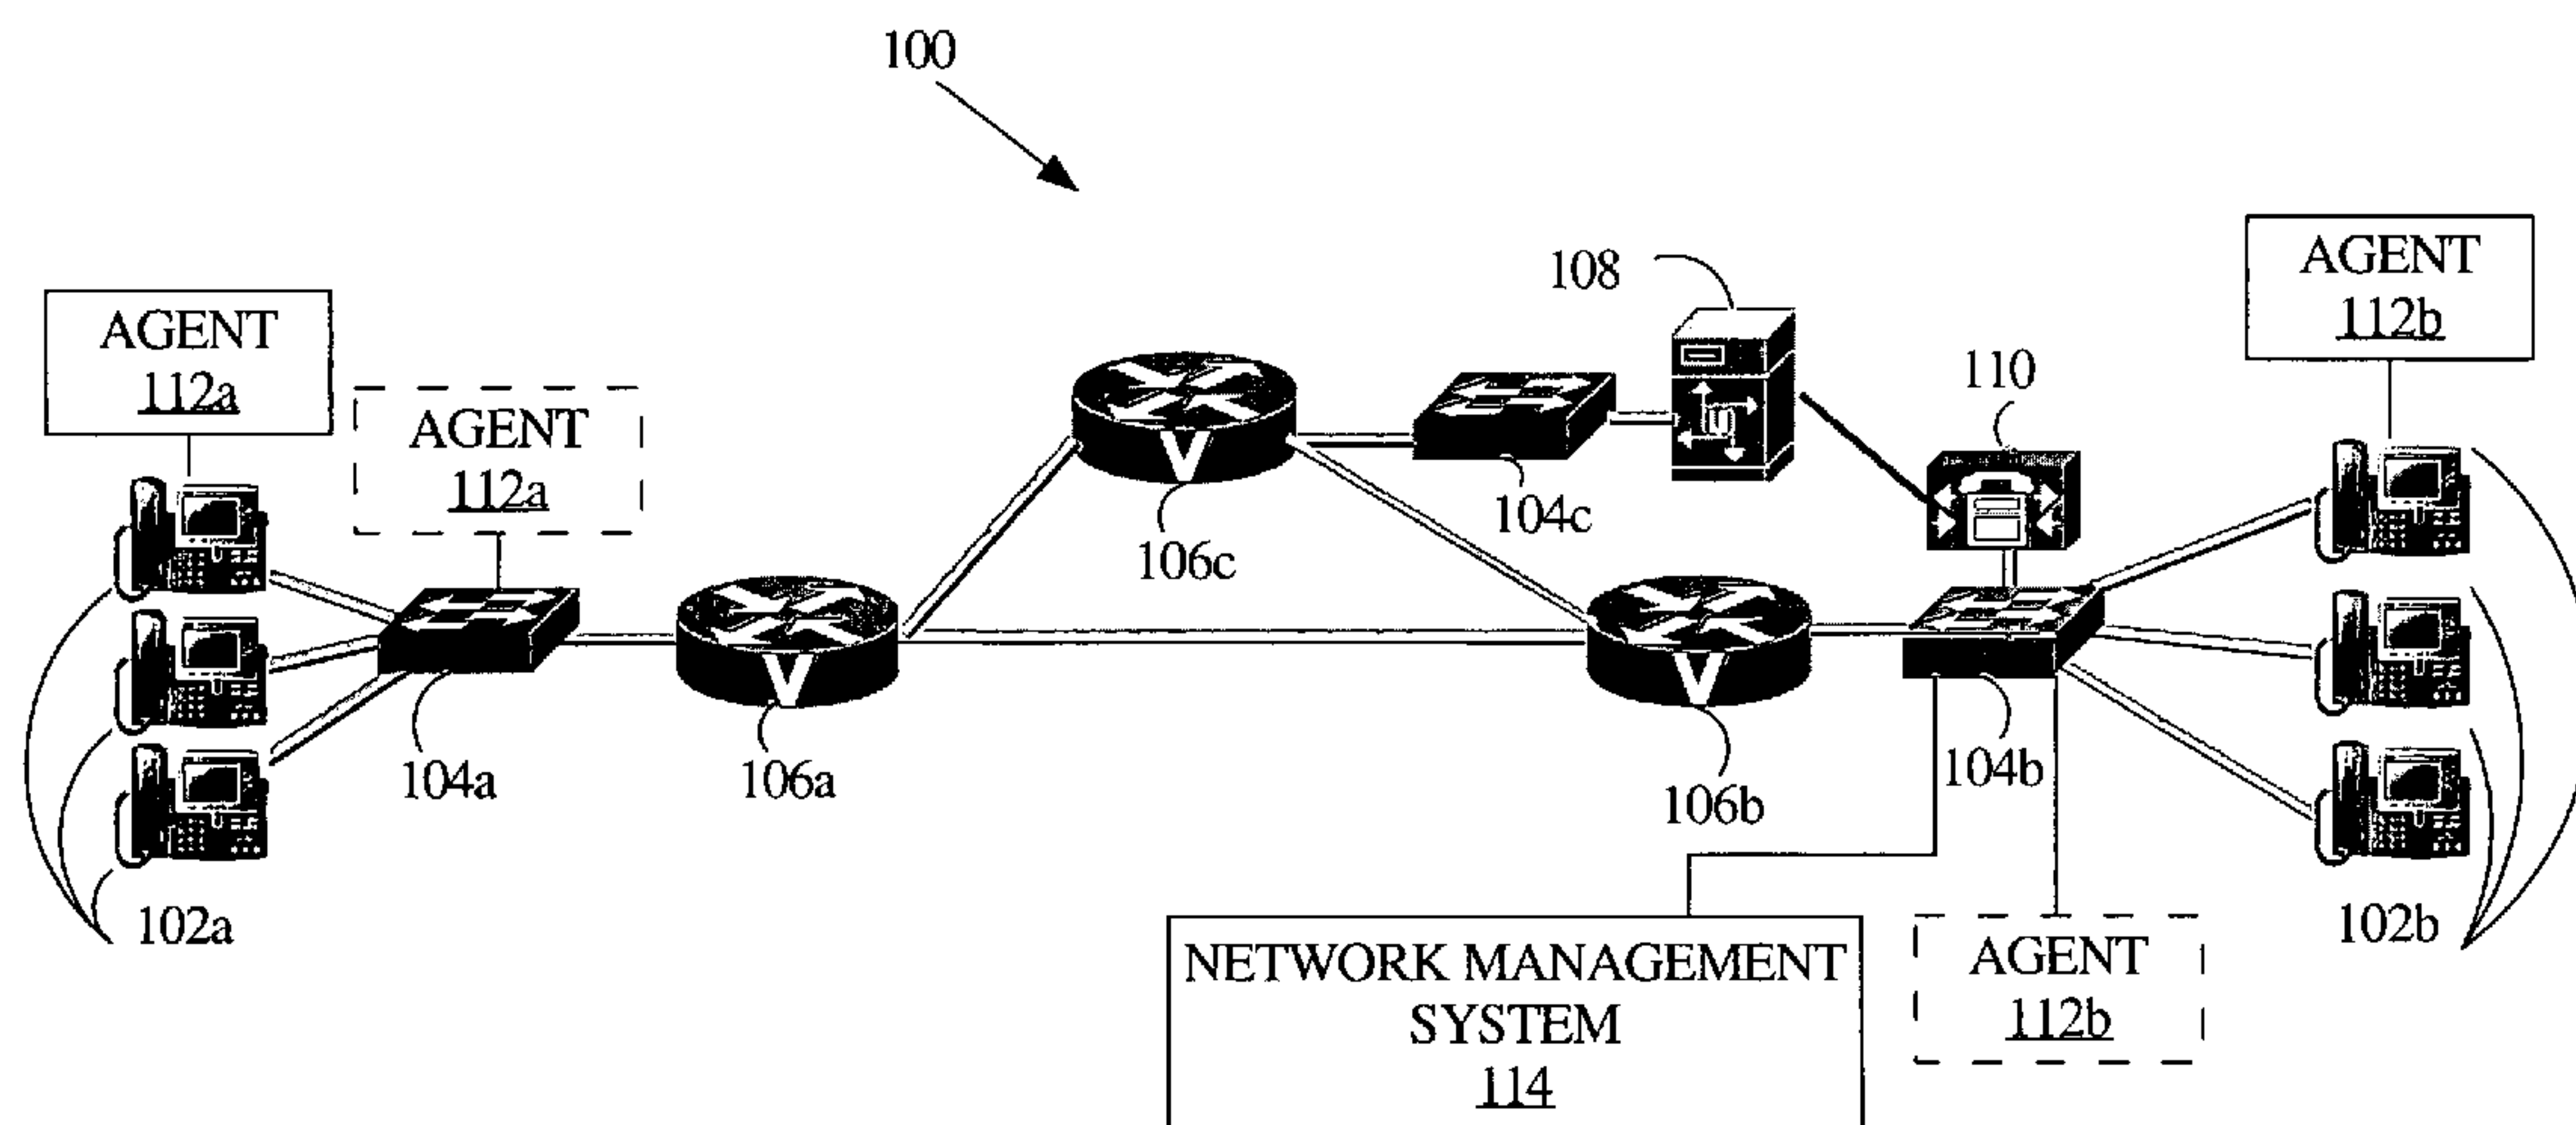 100
108
AGENT
112b
AGENT
112a
110
AGENT
112a
V
104c
106c
V
V
104a
106a
104b
106b
102a
102b
NETWORK MANAGEMENT
SYSTEM
114
AGENT
112b